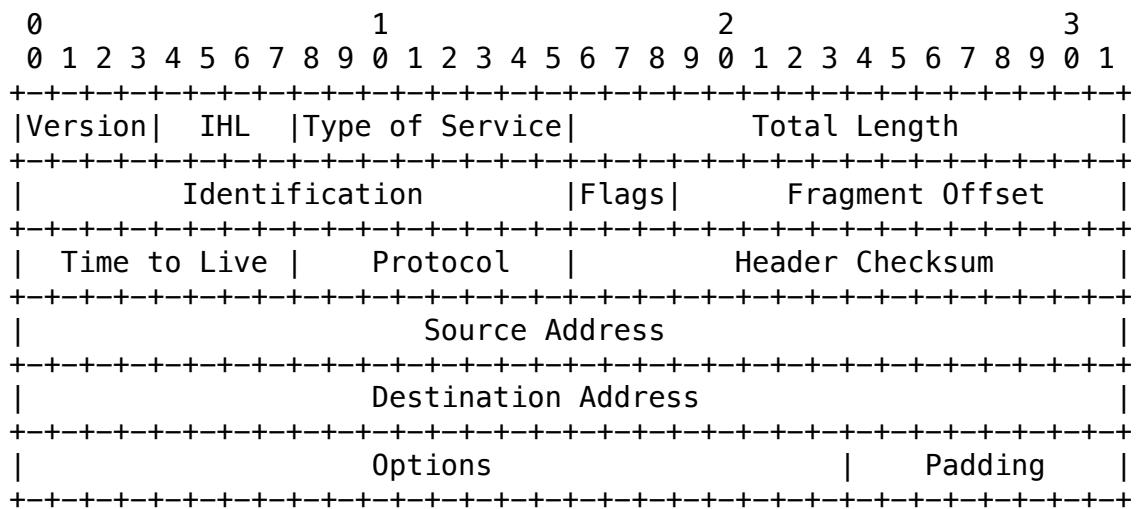 0                   1                   2                   3
 0 1 2 3 4 5 6 7 8 9 0 1 2 3 4 5 6 7 8 9 0 1 2 3 4 5 6 7 8 9 0 1
+-+-+-+-+-+-+-+-+-+-+-+-+-+-+-+-+-+-+-+-+-+-+-+-+-+-+-+-+-+-+-+-+
|Version|  IHL  |Type of Service|          Total Length         |
+-+-+-+-+-+-+-+-+-+-+-+-+-+-+-+-+-+-+-+-+-+-+-+-+-+-+-+-+-+-+-+-+
|         Identification        |Flags|      Fragment Offset    |
+-+-+-+-+-+-+-+-+-+-+-+-+-+-+-+-+-+-+-+-+-+-+-+-+-+-+-+-+-+-+-+-+
|  Time to Live |    Protocol   |         Header Checksum       |
+-+-+-+-+-+-+-+-+-+-+-+-+-+-+-+-+-+-+-+-+-+-+-+-+-+-+-+-+-+-+-+-+
|                       Source Address                          |
+-+-+-+-+-+-+-+-+-+-+-+-+-+-+-+-+-+-+-+-+-+-+-+-+-+-+-+-+-+-+-+-+
|                    Destination Address                        |
+-+-+-+-+-+-+-+-+-+-+-+-+-+-+-+-+-+-+-+-+-+-+-+-+-+-+-+-+-+-+-+-+
|                    Options                    |    Padding    |
+-+-+-+-+-+-+-+-+-+-+-+-+-+-+-+-+-+-+-+-+-+-+-+-+-+-+-+-+-+-+-+-+